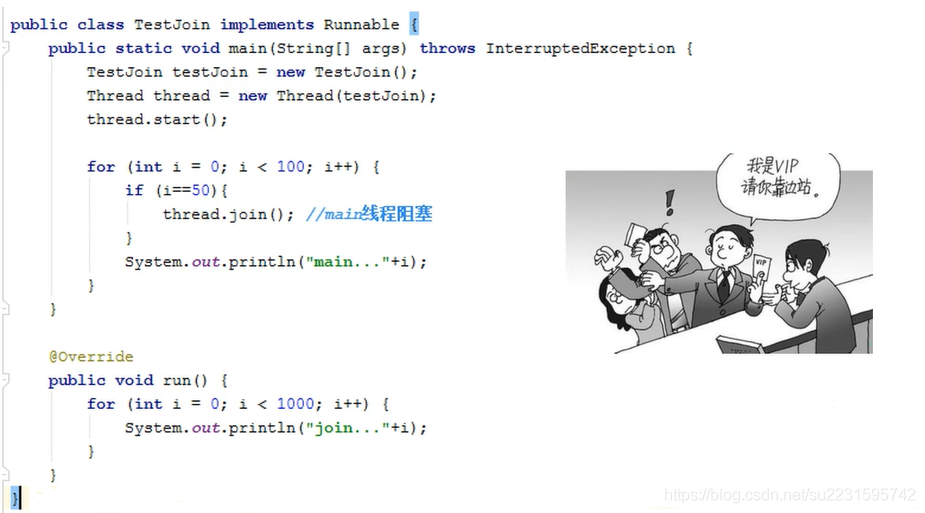 public class TestJoin implements Runnable {
    public static void main(String[] args) throws InterruptedException {
        TestJoin testJoin = new TestJoin();
        Thread thread = new Thread(testJoin);
        thread.start();

        for (int i = 0; i < 100; i++) {
            if (i==50){
                thread.join(); //main线程阻塞
            }
            System.out.println("main..."+i);
        }
    }

    @Override
    public void run() {
        for (int i = 0; i < 1000; i++) {
            System.out.println("join..."+i);
        }
    }
}
我是VIP
请你靠边站。
!
VIP
https://blog.csdn.net/su2231595742